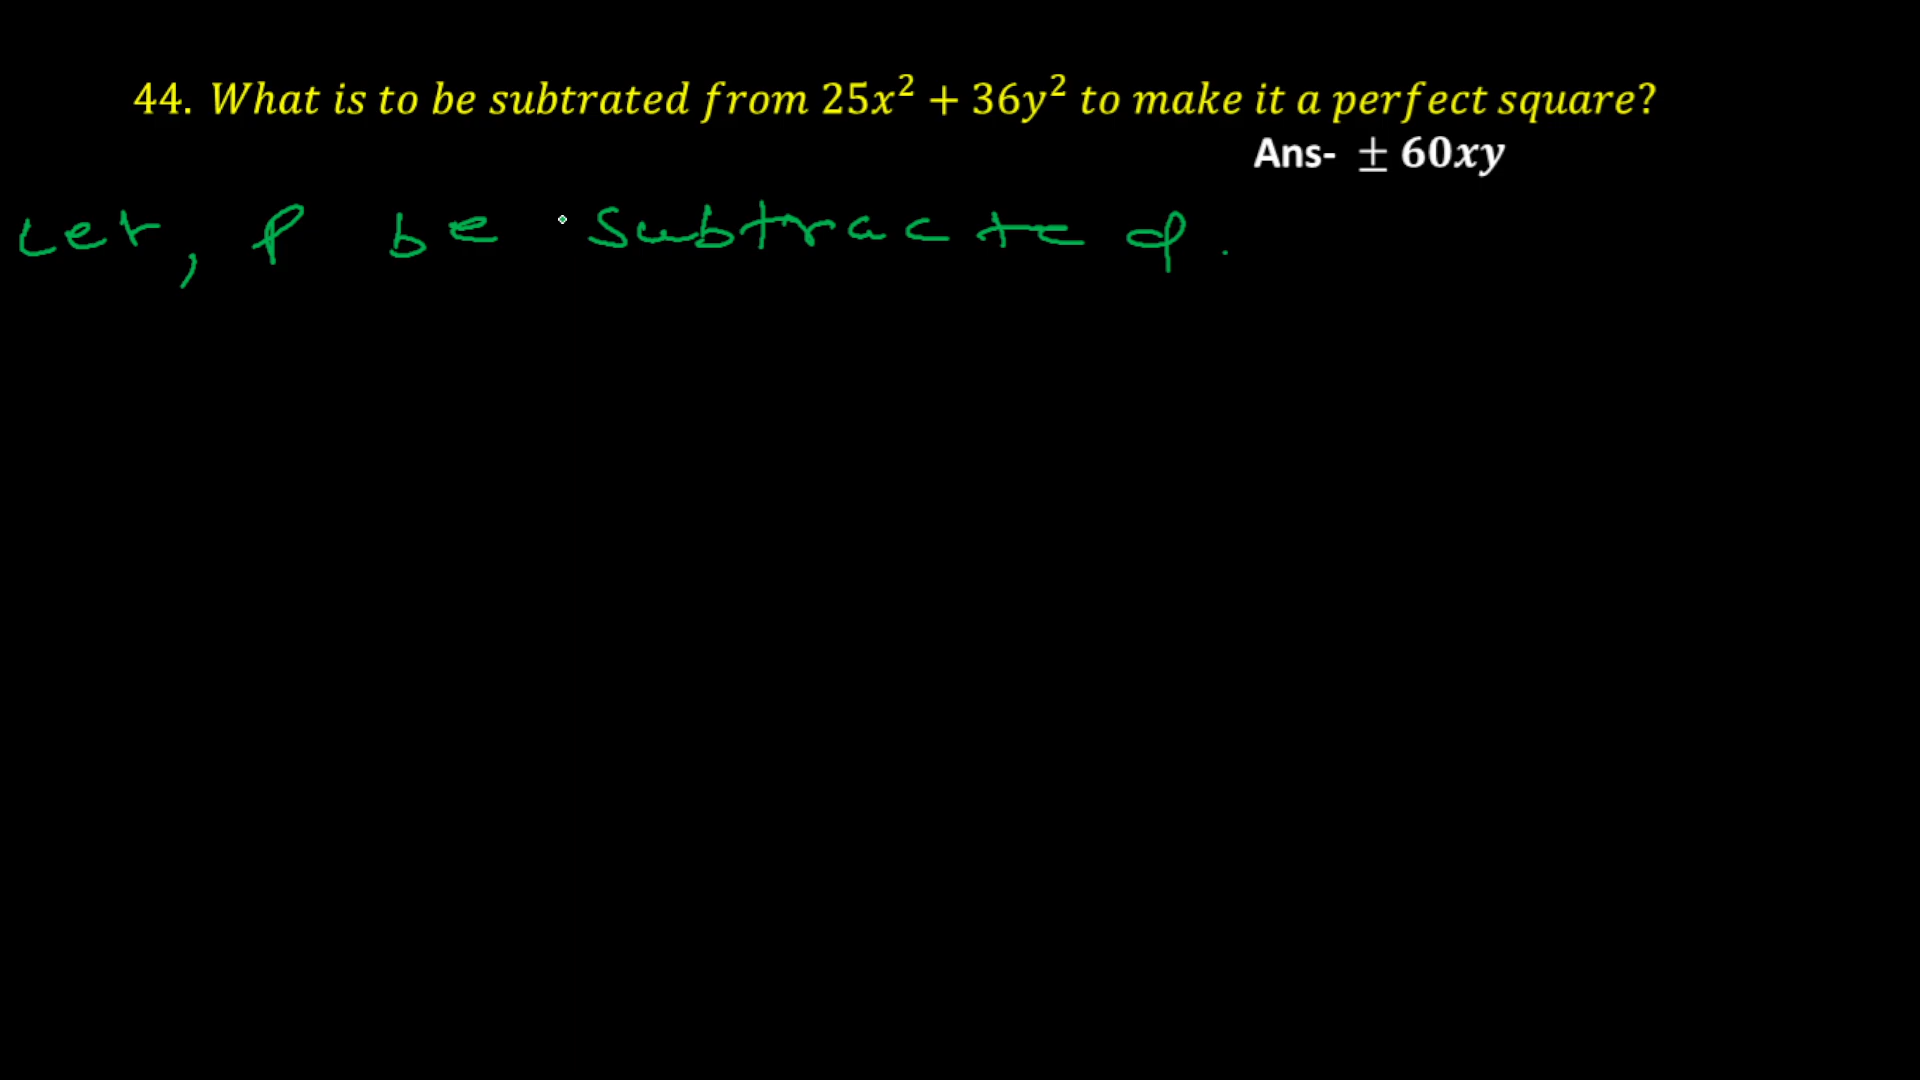 44. What is to be subtrated from 25x² + 36y² to make it a perfect square?
Ans- ± 60xy
Let, P be subtracted.